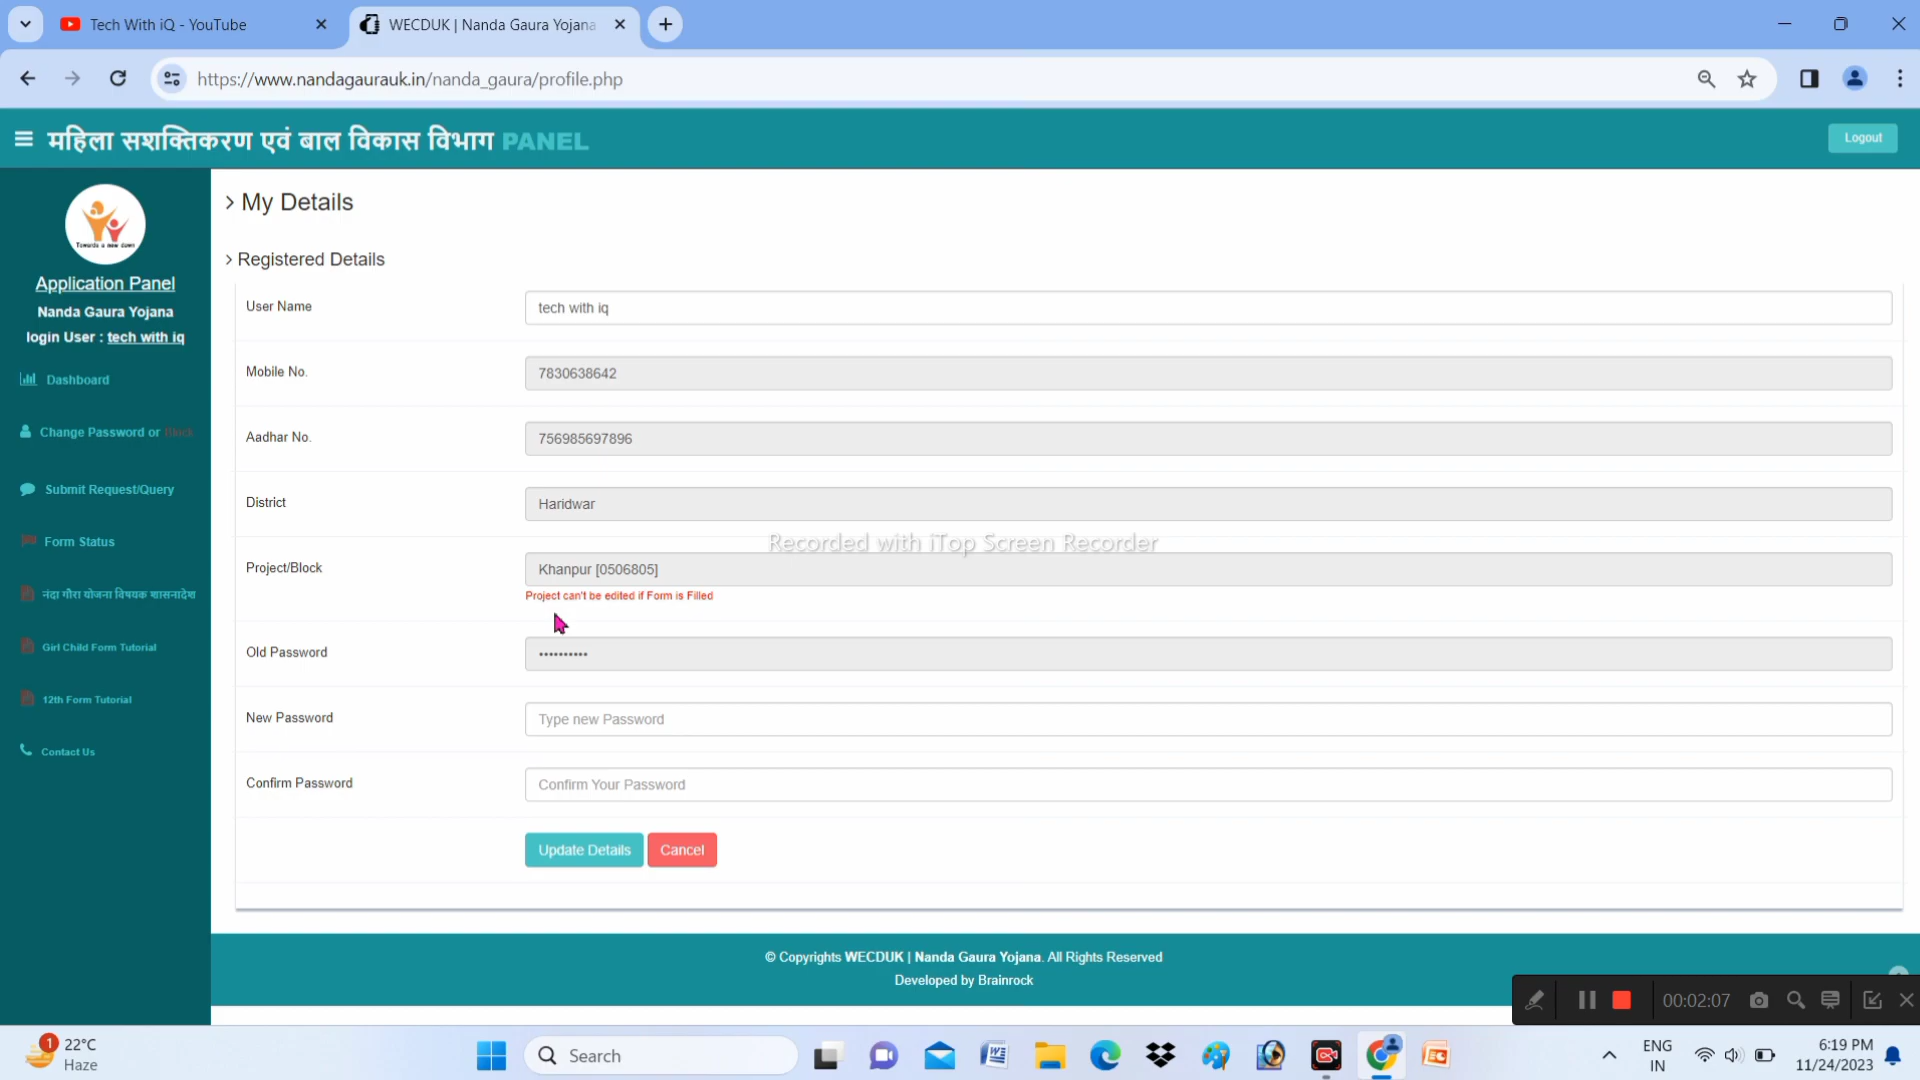 Tech With iQ - YouTube
WECDUK | Nanda Gaura Yojana
https://www.nandagaurauk.in/nanda_gaura/profile.php
महिला सशक्तिकरण एवं बाल विकास विभाग PANEL
Logout
Towards a new dawn
Application Panel
Nanda Gaura Yojana
login User : tech with iq
Dashboard
Change Password or Block
Submit Request/Query
Form Status
नंदा गौरा योजना विषयक शासनादेश
Girl Child Form Tutorial
12th Form Tutorial
Contact Us
> My Details
> Registered Details
User Name tech with iq
Mobile No. 7830638642
Aadhar No. 756985697896
District Haridwar
Recorded with iTop Screen Recorder
Project/Block Khanpur [0506805]
Project can't be edited if Form is Filled
Old Password ••••••••••
New Password Type new Password
Confirm Password Confirm Your Password
Update Details Cancel
© Copyrights WECDUK | Nanda Gaura Yojana. All Rights Reserved
Developed by Brainrock
00:02:07
1
22°C
Haze
Search
ENG
IN
6:19 PM
11/24/2023